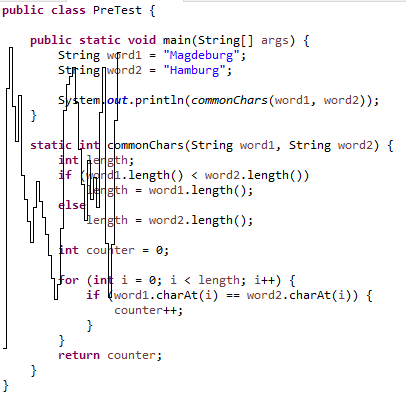 public class PreTest {
public static void main(String[] args) {
String word1 = "Magdeburg";
String word2 = "Hamburg";
System.out.println(commonChars(word1, word2));
}
static int commonChars(String word1, String word2) {
int length;
if (word1.length() < word2.length())
length = word1.length();
else
length = word2.length();
int counter = 0;
for (int i = 0; i < length; i++) {
if (word1.charAt(i) == word2.charAt(i)) {
counter++;
}
}
return counter;
}
}